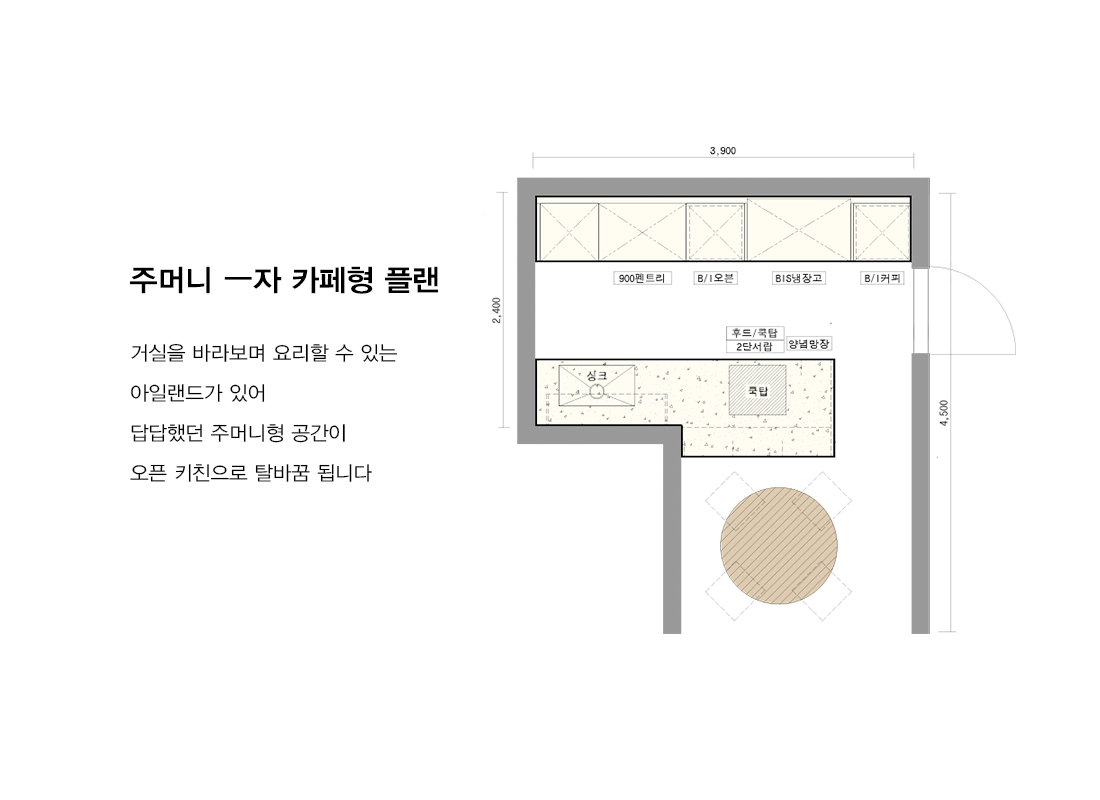 주머니 ㅡ자 카페형 플랜
거실을 바라보며 요리할 수 있는
아일랜드가 있어
답답했던 주머니형 공간이
오픈 키친으로 탈바꿈 됩니다
3,900
2,400
900펜트리
B/I오븐
BIS냉장고
B/I커피
후드/쿡탑
2단서랍
양념망장
싱크
쿡탑
4,500